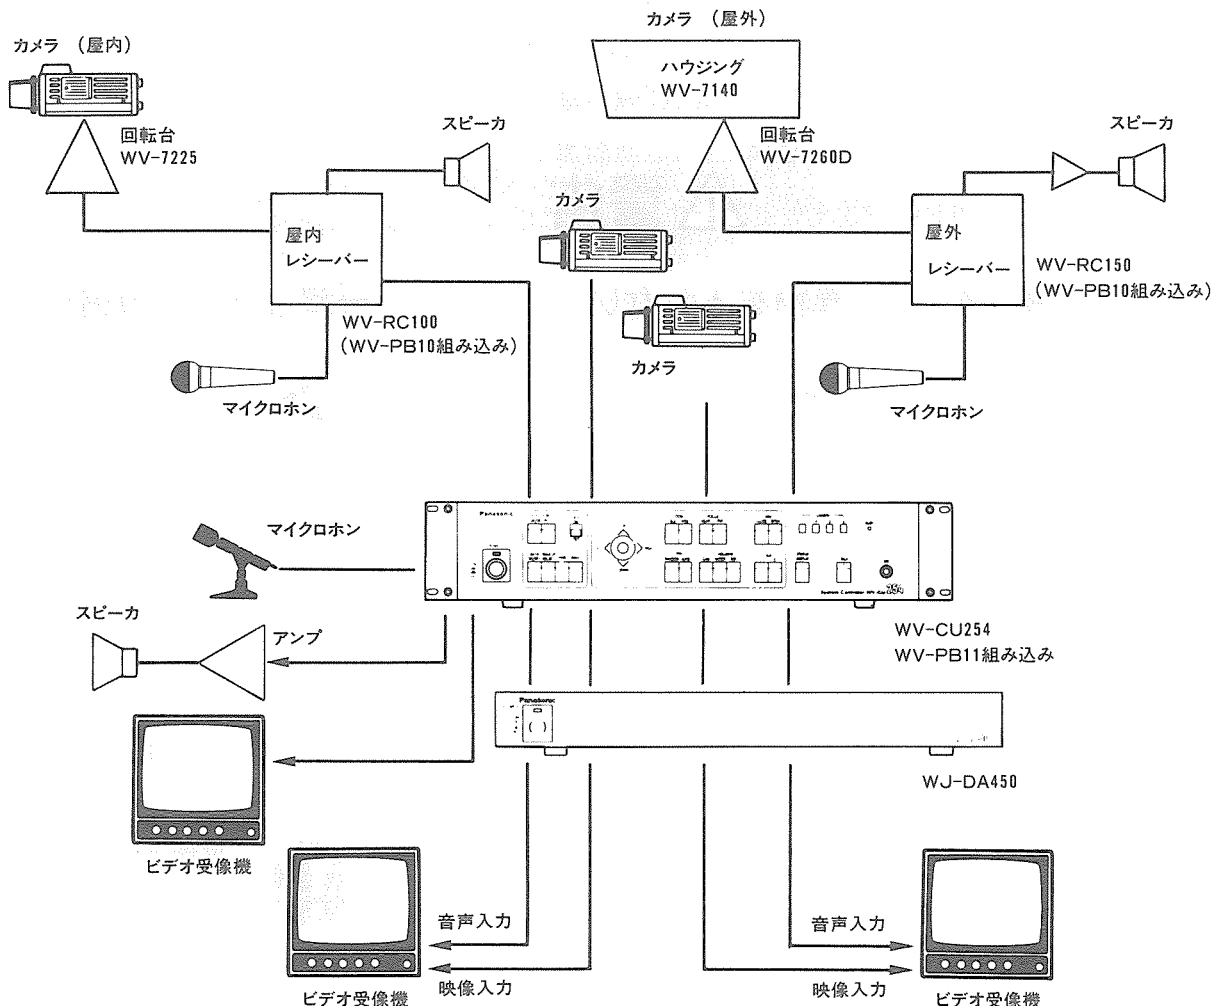 カメラ (屋外)
カメラ (屋内)
ハウジング
WV-7140
回転台
WV-7225
スピーカ
回転台
WV-7260D
スピーカ
カメラ
屋内
レシーバー
屋外
レシーバー
WV-RC150
(WV-PB10組み込み)
WV-RC100
(WV-PB10組み込み)
カメラ
マイクロホン
マイクロホン
Panasonic
マイクロホン
スピーカ
アンプ
WV-CU254
WV-PB11組み込み
Panasonic
WJ-DA450
ビデオ受像機
音声入力
音声入力
映像入力
映像入力
ビデオ受像機
ビデオ受像機